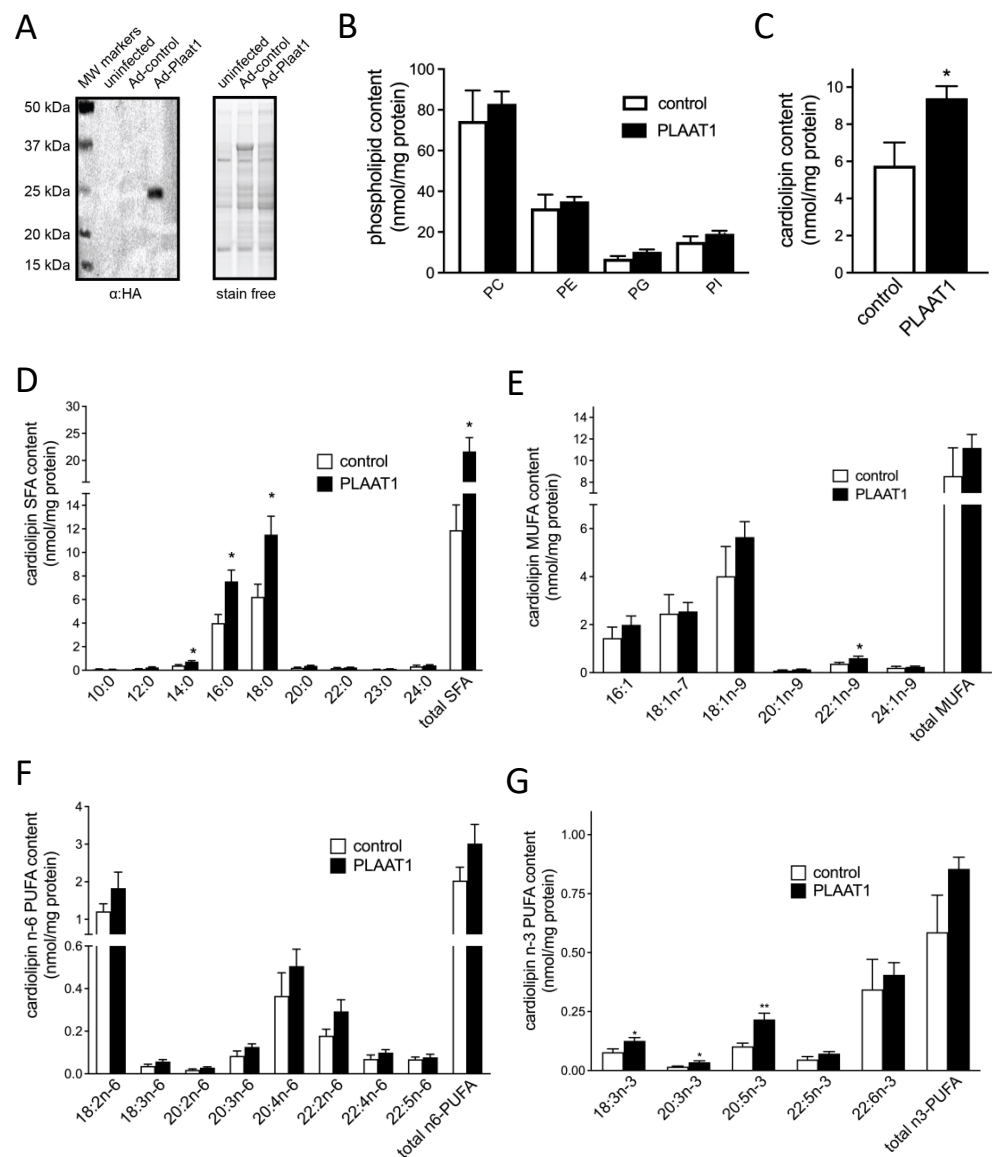 A
MW markers
uninfected
Ad-control
Ad-Plaat1
uninfected
Ad-control
Ad-Plaat1
50 kDa
37 kDa
25 kDa
20 kDa
15 kDa
α:HA
stain free
B
phospholipid content
(nmol/mg protein)
100
80
60
40
20
0
control
PLAAT1
PC
PE
PG
PI
C
cardiolipin content
(nmol/mg protein)
10
8
6
4
2
0
*
control
PLAAT1
D
cardiolipin SFA content
(nmol/mg protein)
30
25
20
14
12
10
8
6
4
2
0
control
PLAAT1
*
*
*
*
10:0
12:0
14:0
16:0
18:0
20:0
22:0
23:0
24:0
total SFA
E
cardiolipin MUFA content
(nmol/mg protein)
14
12
10
8
6
4
2
0
control
PLAAT1
*
16:1
18:1n-7
18:1n-9
20:1n-9
22:1n-9
24:1n-9
total MUFA
F
cardiolipin n-6 PUFA content
(nmol/mg protein)
4
3
2
1
0.6
0.4
0.2
0.0
control
PLAAT1
18:2n-6
18:3n-6
20:2n-6
20:3n-6
20:4n-6
22:2n-6
22:4n-6
22:5n-6
total n6-PUFA
G
cardiolipin n-3 PUFA content
(nmol/mg protein)
1.00
0.75
0.50
0.25
0.00
control
PLAAT1
*
*
**
18:3n-3
20:3n-3
20:5n-3
22:5n-3
22:6n-3
total n3-PUFA